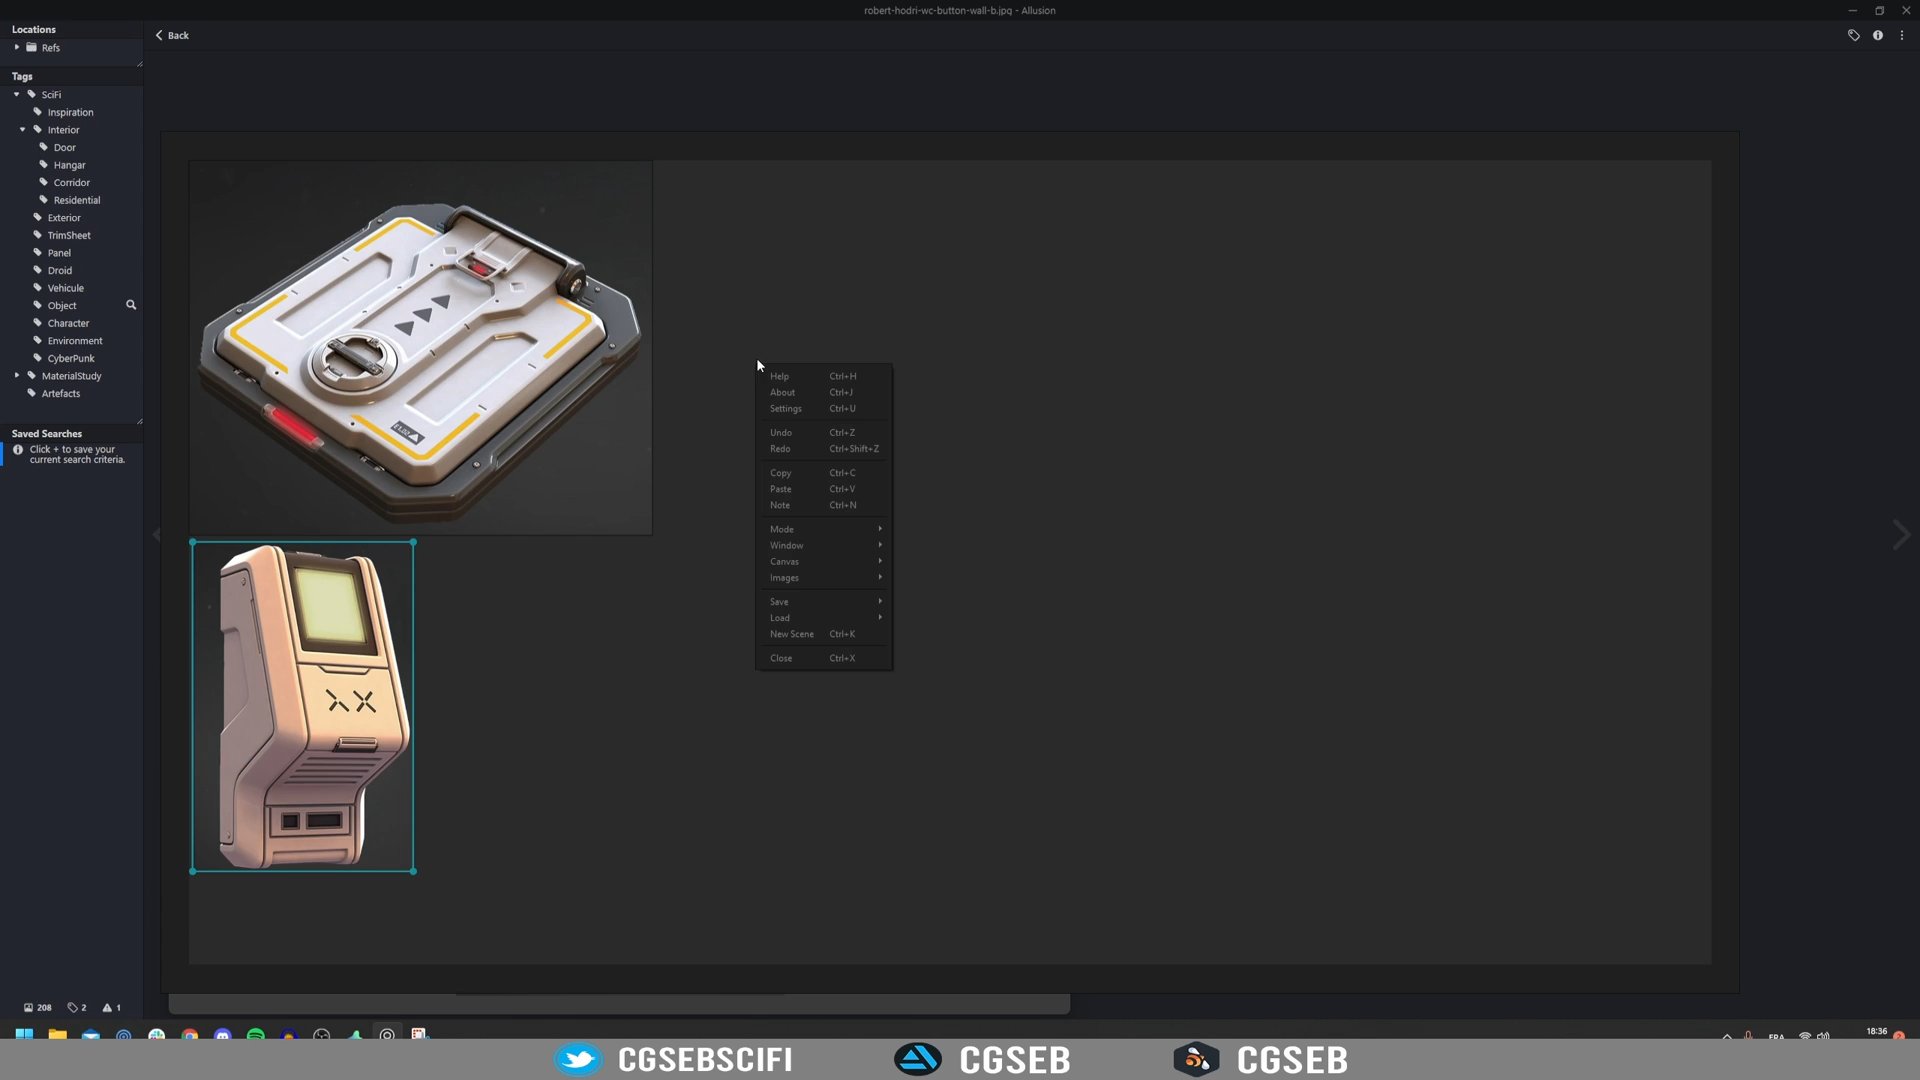 robert-hodri-wc-button-wall-b.jpg - Allusion
Locations
Refs
Back
Tags
SciFi
Inspiration
Interior
Door
Hangar
Corridor
Residential
Exterior
TrimSheet
Panel
Droid
Vehicule
Object
Character
Environment
CyberPunk
MaterialStudy
Artefacts
Saved Searches
Click + to save your
current search criteria.
Help Ctrl+H
About Ctrl+J
Settings Ctrl+U
Undo Ctrl+Z
Redo Ctrl+Shift+Z
Copy Ctrl+C
Paste Ctrl+V
Note Ctrl+N
Mode
Window
Canvas
Images
Save
Load
New Scene Ctrl+K
Close Ctrl+X
208 2 1
FRA 18:36
CGSEBSCIFI CGSEB CGSEB